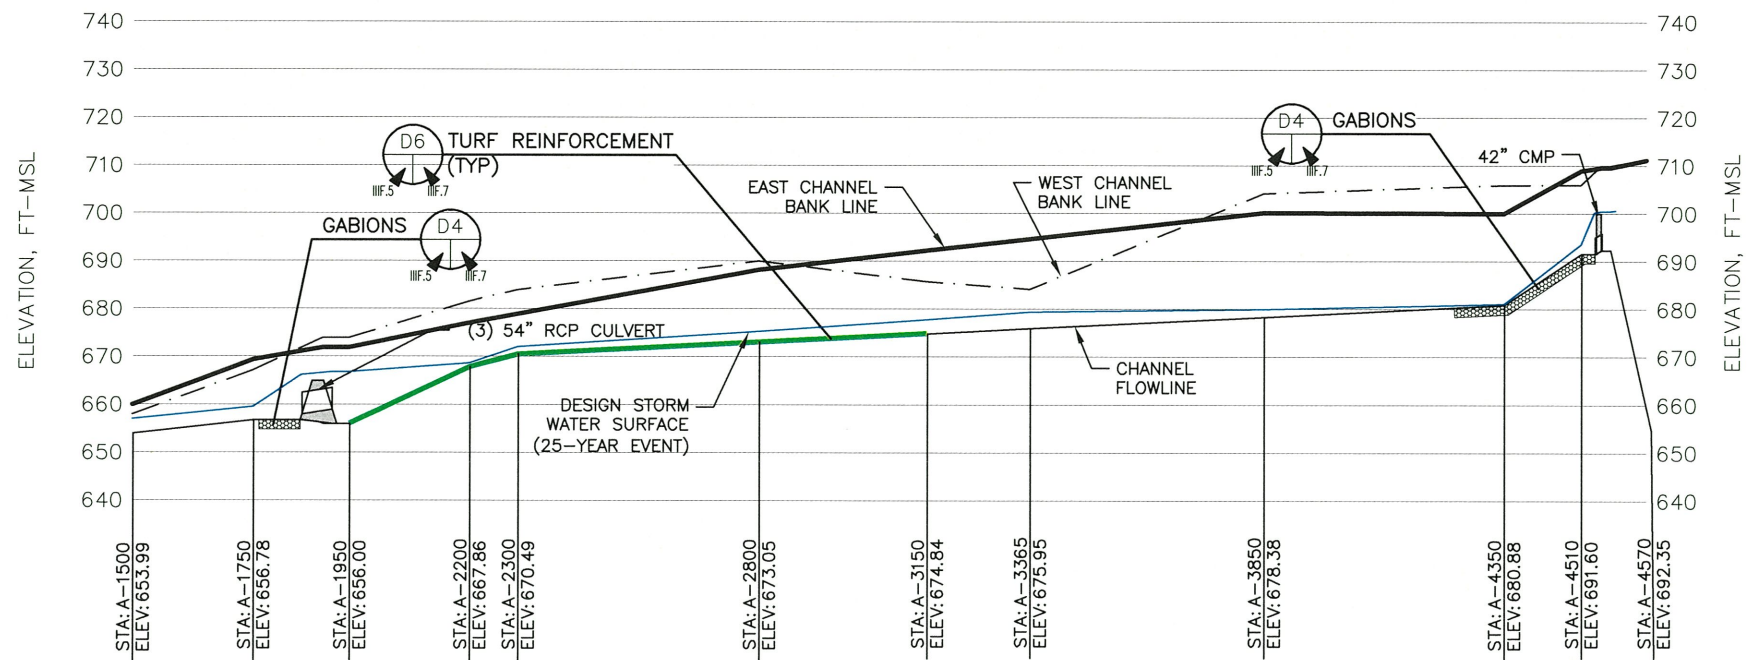 740
730
720
710
700
690
680
670
660
650
640
ELEVATION, FT-MSL
D6
IIIF.5
IIIF.7
TURF REINFORCEMENT
(TYP)
GABIONS
D4
IIIF.5
IIIF.7
(3) 54" RCP CULVERT
EAST CHANNEL
BANK LINE
WEST CHANNEL
BANK LINE
D4
IIIF.5
IIIF.7
GABIONS
42" CMP
DESIGN STORM
WATER SURFACE
(25-YEAR EVENT)
CHANNEL
FLOWLINE
740
730
720
710
700
690
680
670
660
650
640
ELEVATION, FT-MSL
STA: A-1500
ELEV: 653.99
STA: A-1750
ELEV: 656.78
STA: A-1950
ELEV: 656.00
STA: A-2200
ELEV: 667.86
STA: A-2300
ELEV: 670.49
STA: A-2800
ELEV: 673.05
STA: A-3150
ELEV: 674.84
STA: A-3365
ELEV: 675.95
STA: A-3850
ELEV: 678.38
STA: A-4350
ELEV: 680.88
STA: A-4510
ELEV: 691.60
STA: A-4570
ELEV: 692.35